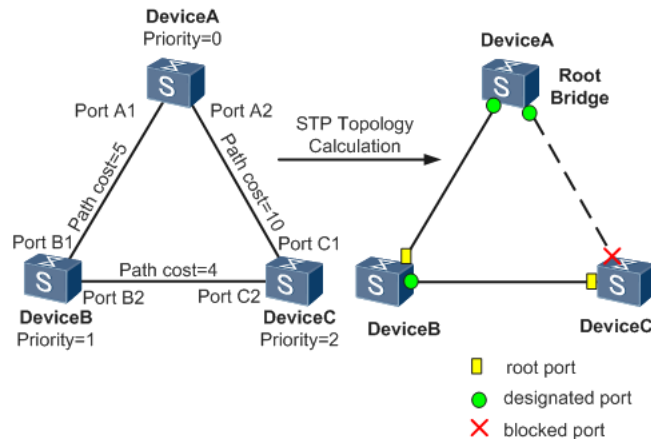 DeviceA
Priority=0
Port A1
Port A2
Path cost=5
Path cost=10
Port B1
Port C1
Path cost=4
Port B2
Port C2
DeviceB
Priority=1
DeviceC
Priority=2
S
S
S
STP Topology
Calculation
DeviceA
Root
Bridge
DeviceB
DeviceC
S
S
S
root port
designated port
blocked port